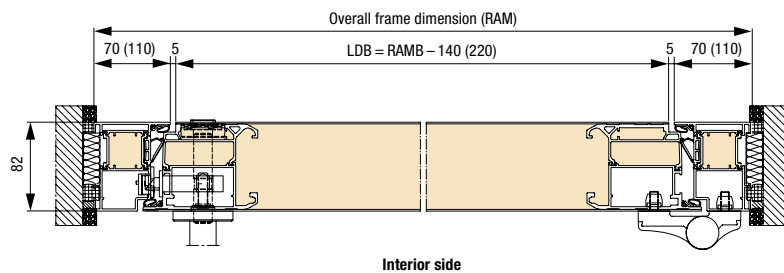 Overall frame dimension (RAM)
70 (110) 5 LDB = RAMB – 140 (220) 5 70 (110)
82
Interior side